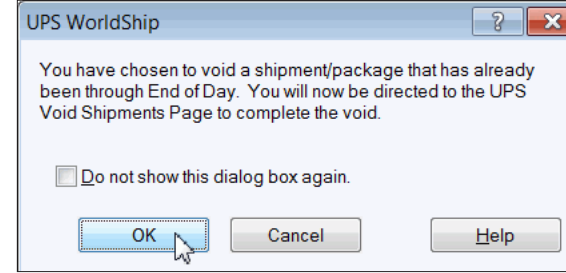 UPS WorldShip
You have chosen to void a shipment/package that has already
been through End of Day. You will now be directed to the UPS
Void Shipments Page to complete the void.
Do not show this dialog box again.
OK
Cancel
Help